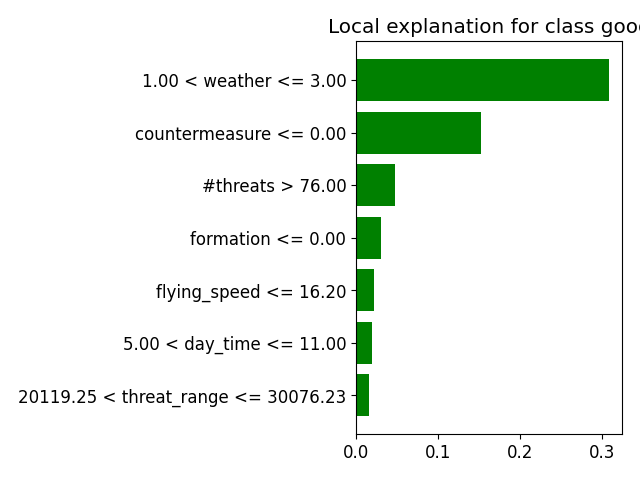 Local explanation for class good
1.00 < weather <= 3.00
countermeasure <= 0.00
#threats > 76.00
formation <= 0.00
flying_speed <= 16.20
5.00 < day_time <= 11.00
20119.25 < threat_range <= 30076.23
0.0 0.1 0.2 0.3